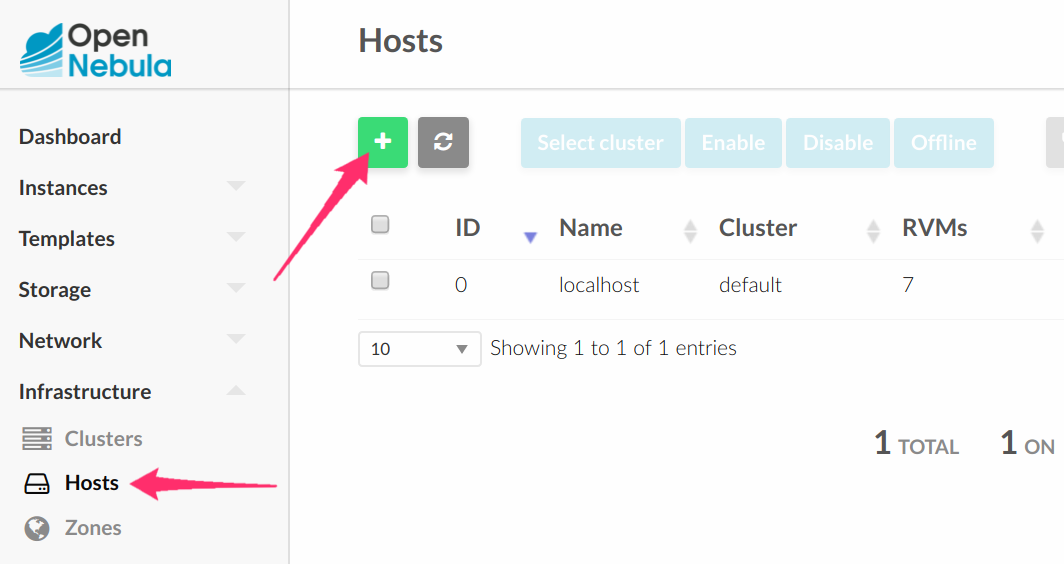 Open
Nebula
Hosts
Dashboard
Instances
Templates
Storage
Network
Infrastructure
Clusters
Hosts
Zones
+
Select cluster Enable Disable Offline
ID Name Cluster RVMs
0 localhost default 7
10 Showing 1 to 1 of 1 entries
1 TOTAL 1 ON